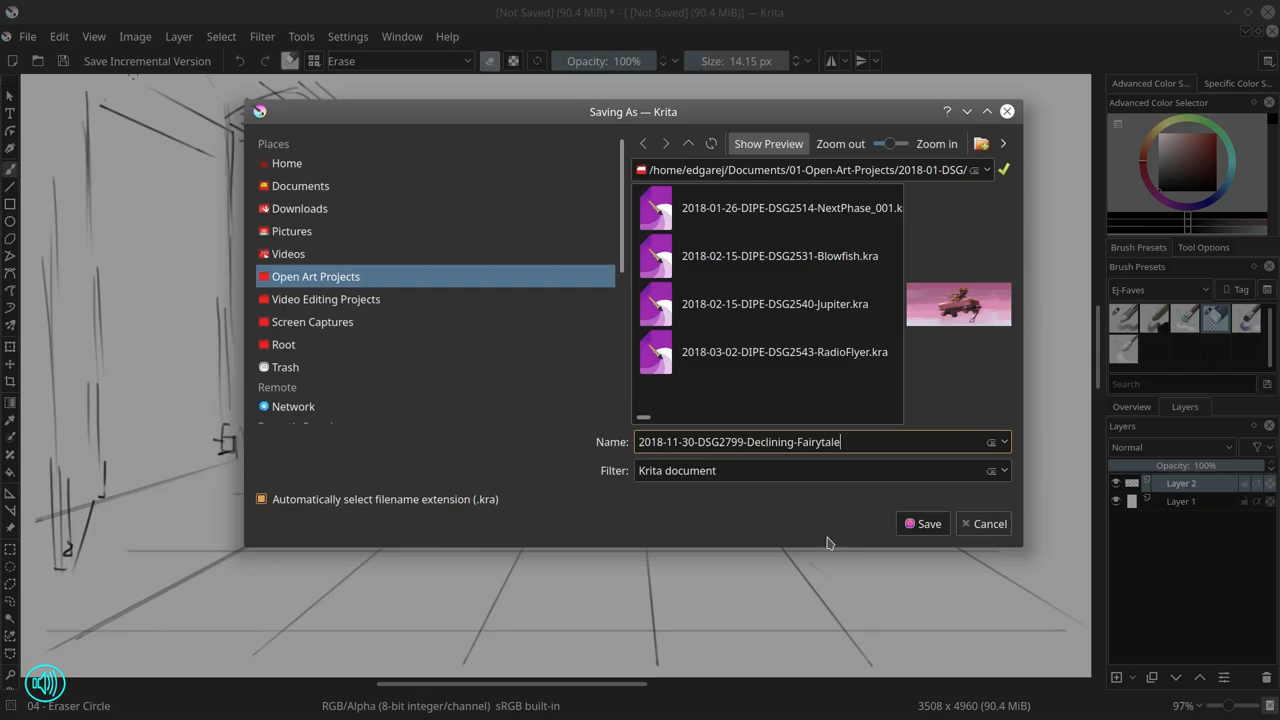 [Not Saved] (90.4 MiB) * - [ [Not Saved] (90.4 MiB)] — Krita
File Edit View Image Layer Select Filter Tools Settings Window Help
Save Incremental Version Erase Opacity: 100% Size: 14.15 px
Saving As — Krita
Places
Home
Documents
Downloads
Pictures
Videos
Open Art Projects
Video Editing Projects
Screen Captures
Root
Trash
Remote
Network
Show Preview Zoom out Zoom in
/home/edgarej/Documents/01-Open-Art-Projects/2018-01-DSG/
2018-01-26-DIPE-DSG2514-NextPhase_001.k
2018-02-15-DIPE-DSG2531-Blowfish.kra
2018-02-15-DIPE-DSG2540-Jupiter.kra
2018-03-02-DIPE-DSG2543-RadioFlyer.kra
Name: 2018-11-30-DSG2799-Declining-Fairytale
Filter: Krita document
Automatically select filename extension (.kra)
Save Cancel
Advanced Color S... Specific Color S...
Advanced Color Selector
Brush Presets Tool Options
Brush Presets
Ej-Faves Tag
Search
Overview Layers
Layers
Normal
Opacity: 100%
Layer 2
Layer 1
04 - Eraser Circle RGB/Alpha (8-bit integer/channel) sRGB built-in 3508 x 4960 (90.4 MiB) 97%